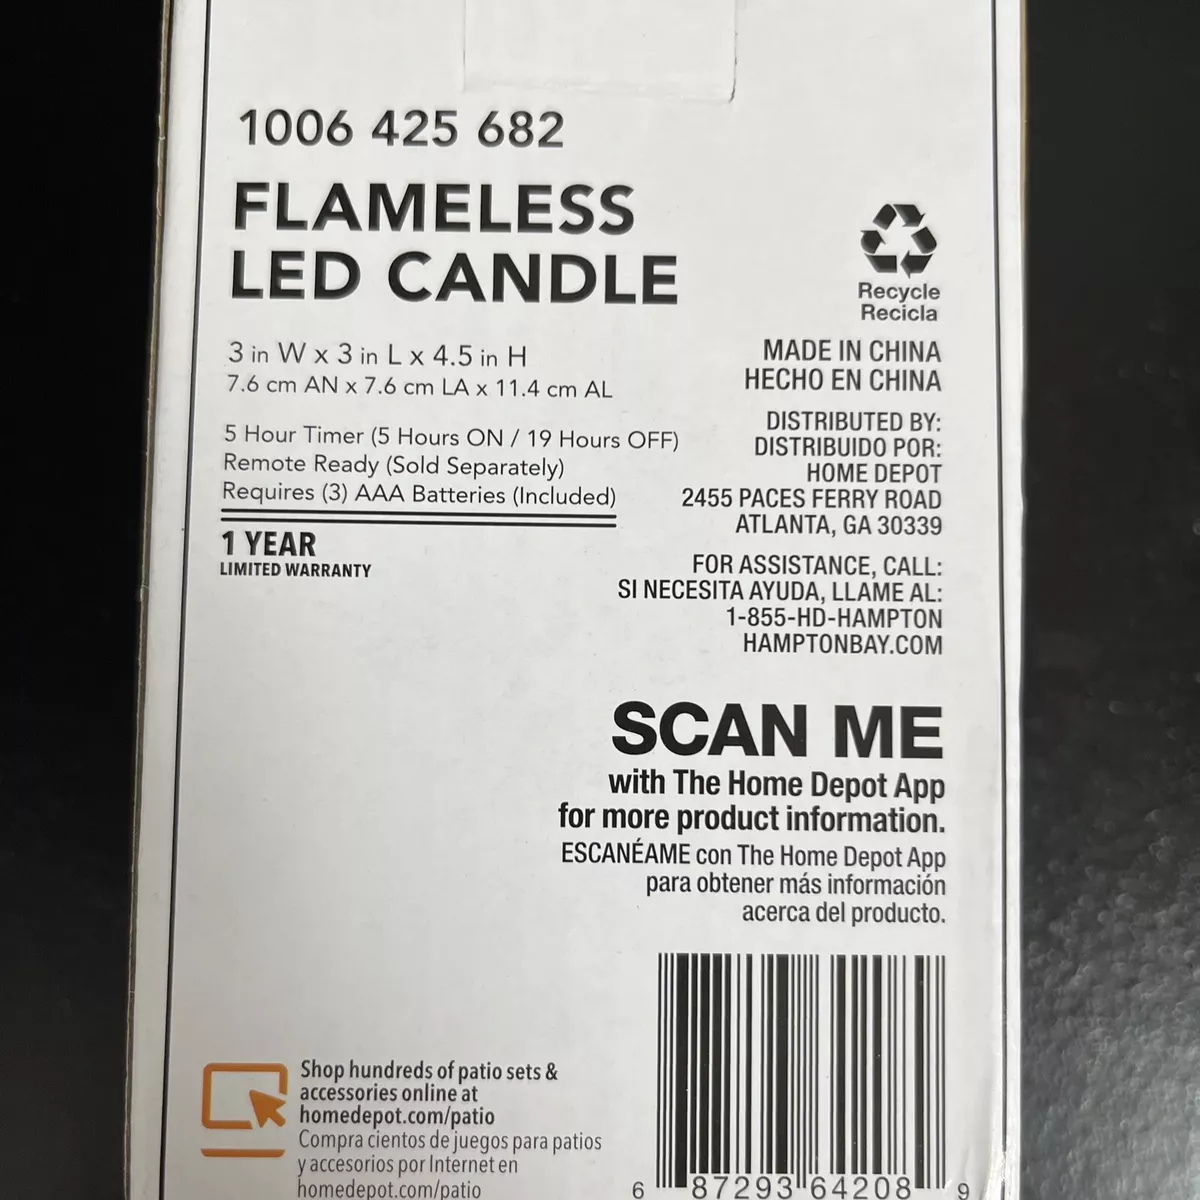 1006 425 682
FLAMELESS
LED CANDLE
3 in W x 3 in L x 4.5 in H
7.6 cm AN x 7.6 cm LA x 11.4 cm AL
5 Hour Timer (5 Hours ON / 19 Hours OFF)
Remote Ready (Sold Separately)
Requires (3) AAA Batteries (Included)
1 YEAR
LIMITED WARRANTY
Recycle
Recicla
MADE IN CHINA
HECHO EN CHINA
DISTRIBUTED BY:
DISTRIBUIDO POR:
HOME DEPOT
2455 PACES FERRY ROAD
ATLANTA, GA 30339
FOR ASSISTANCE, CALL:
SI NECESITA AYUDA, LLAME AL:
1-855-HD-HAMPTON
HAMPTONBAY.COM
SCAN ME
with The Home Depot App
for more product information.
ESCANÉAME con The Home Depot App
para obtener más información
acerca del producto.
Shop hundreds of patio sets &
accessories online at
homedepot.com/patio
Compra cientos de juegos para patios
y accesorios por Internet en
homedepot.com/patio
6 87293 64208 9